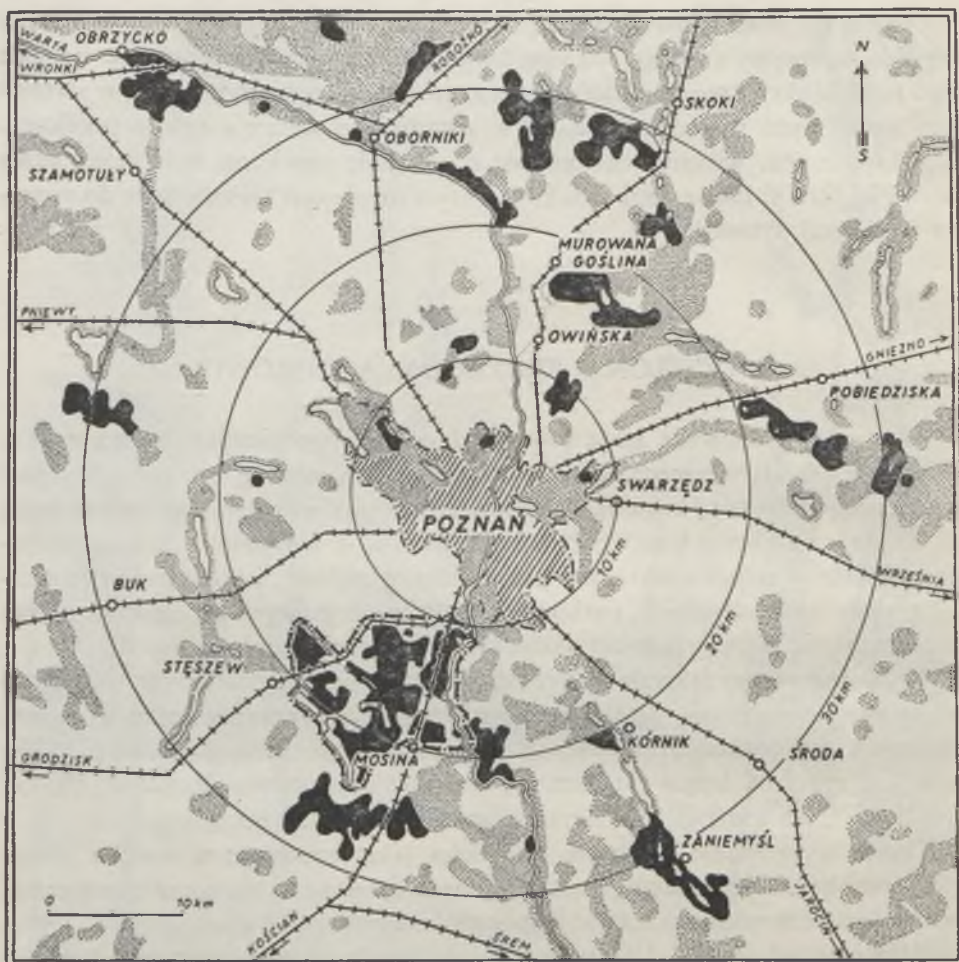 WARTA
OBRZYCKO
WRONKI
ROGOŹNO
N
S
SKOKI
OBORNIKI
SZAMOTUŁY
MUROWANA
GOŚLINA
PNIEWY
OWIŃSKA
GNIEZNO
POBIEDZISKA
SWARZĘDZ
POZNAŃ
10 km
WRZEŚNIA
BUK
20 km
STĘSZEW
30 km
KÓRNIK
GRODZISK
MOSINA
ŚRODA
ZANIEMYŚL
0 10 km
KOŚCIAN
ŚREM
JAROCIN